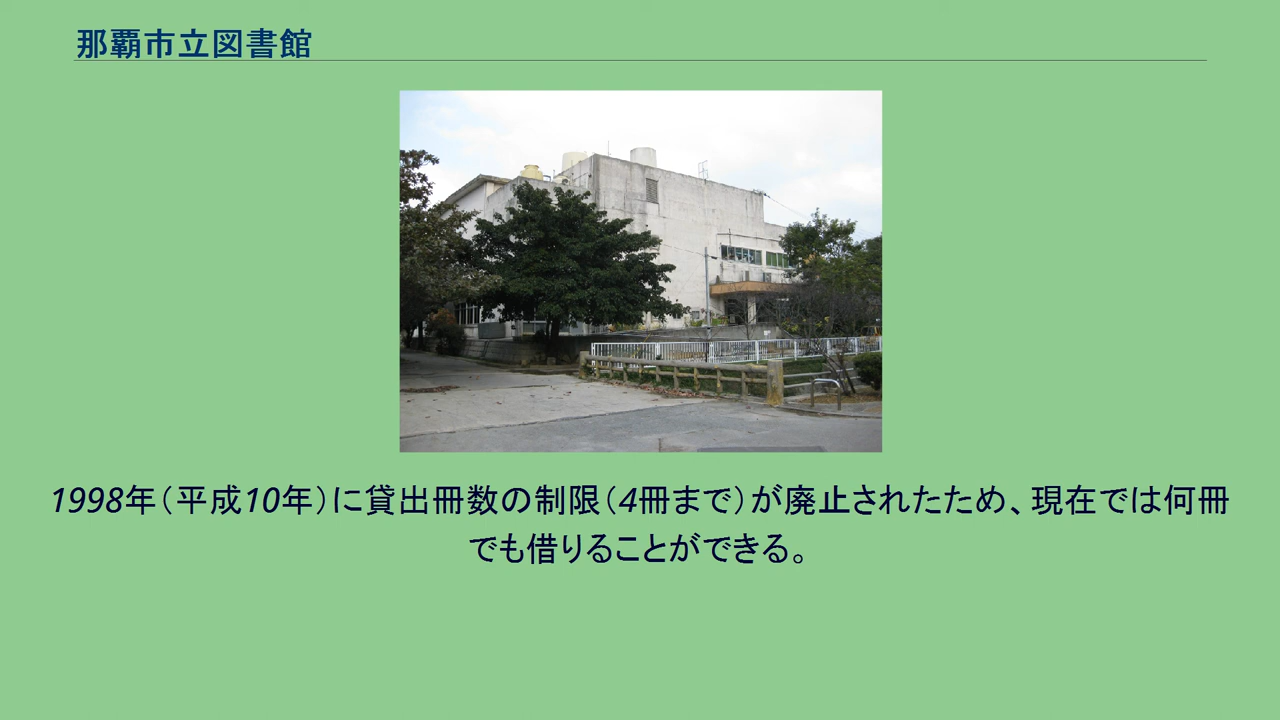 那覇市立図書館
1998年（平成10年）に貸出冊数の制限（4冊まで）が廃止されたため、現在では何冊
でも借りることができる。